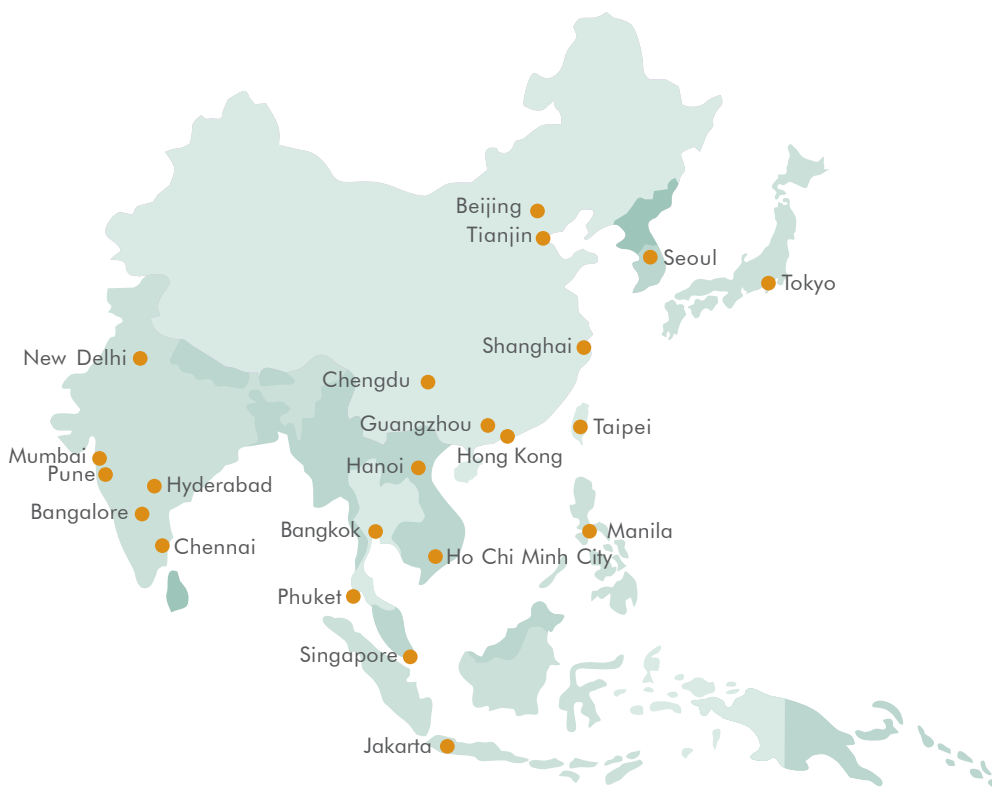 Beijing
Tianjin
Seoul
Tokyo
Shanghai
New Delhi
Chengdu
Guangzhou
Taipei
Mumbai
Hong Kong
Hanoi
Pune
Hyderabad
Bangalore
Bangkok
Manila
Chennai
Ho Chi Minh City
Phuket
Singapore
Jakarta